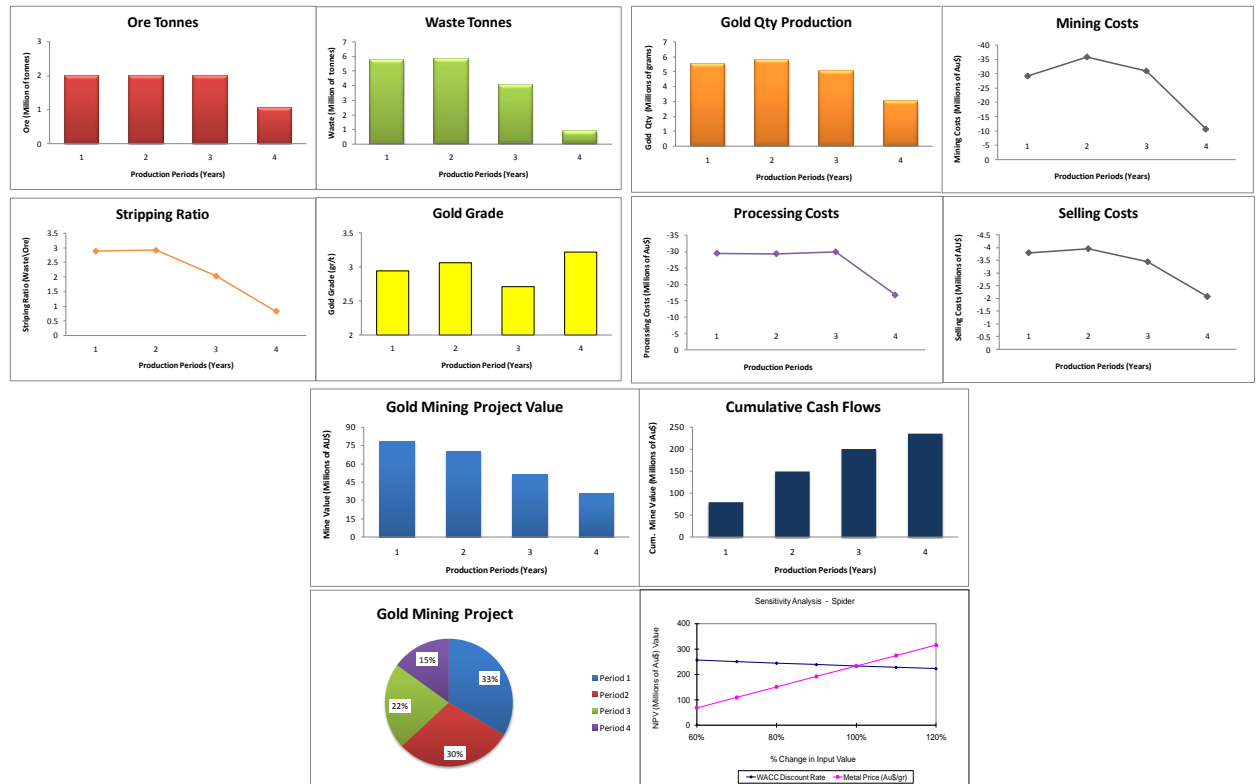 Ore Tonnes
Ore (Million of tonnes)
3
2
1
0
1 2 3 4
Production Periods (Years)
Waste Tonnes
Waste (Million of tonnes)
7
6
5
4
3
2
1
0
1 2 3 4
Productio Periods (Years)
Gold Qty Production
Gold Qty (Millions of grams)
7
6
5
4
3
2
1
0
1 2 3 4
Production Periods (Years)
Mining Costs
Mining Costs (Millions of Au$)
-40
-35
-30
-25
-20
-15
-10
-5
0
1 2 3 4
Production Periods (Years)
Stripping Ratio
Striping Ratio (Waste\Ore)
3.5
3
2.5
2
1.5
1
0.5
0
1 2 3 4
Production Periods (Years)
Gold Grade
Gold Grade (gr/t)
3.5
3
2.5
2
1 2 3 4
Production Period (Years)
Processing Costs
Processing Costs (Millions of Au$)
-35
-30
-25
-20
-15
-10
-5
0
1 2 3 4
Production Periods
Selling Costs
Selling Costs (Millions of AU$)
-4.5
-4
-3.5
-3
-2.5
-2
-1.5
-1
-0.5
0
1 2 3 4
Production Periods (Years)
Gold Mining Project Value
Mine Value (Millions of AU$)
90
75
60
45
30
15
0
1 2 3 4
Production Periods (Years)
Cumulative Cash Flows
Cum. Mine Value (Millions of Au$)
250
200
150
100
50
0
1 2 3 4
Production Periods (Years)
Gold Mining Project
15%
33%
22%
30%
Period 1
Period2
Period 3
Period 4
Sensitivity Analysis - Spider
NPV (Millions of Au$) Value
400
300
200
100
0
60% 80% 100% 120%
% Change in Input Value
WACC Discount Rate Metal Price (Au$/gr)